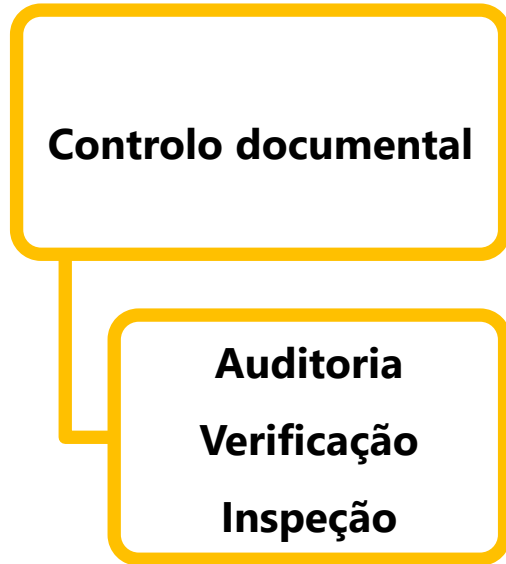 Controlo documental
Auditoria
Verificação
Inspeção